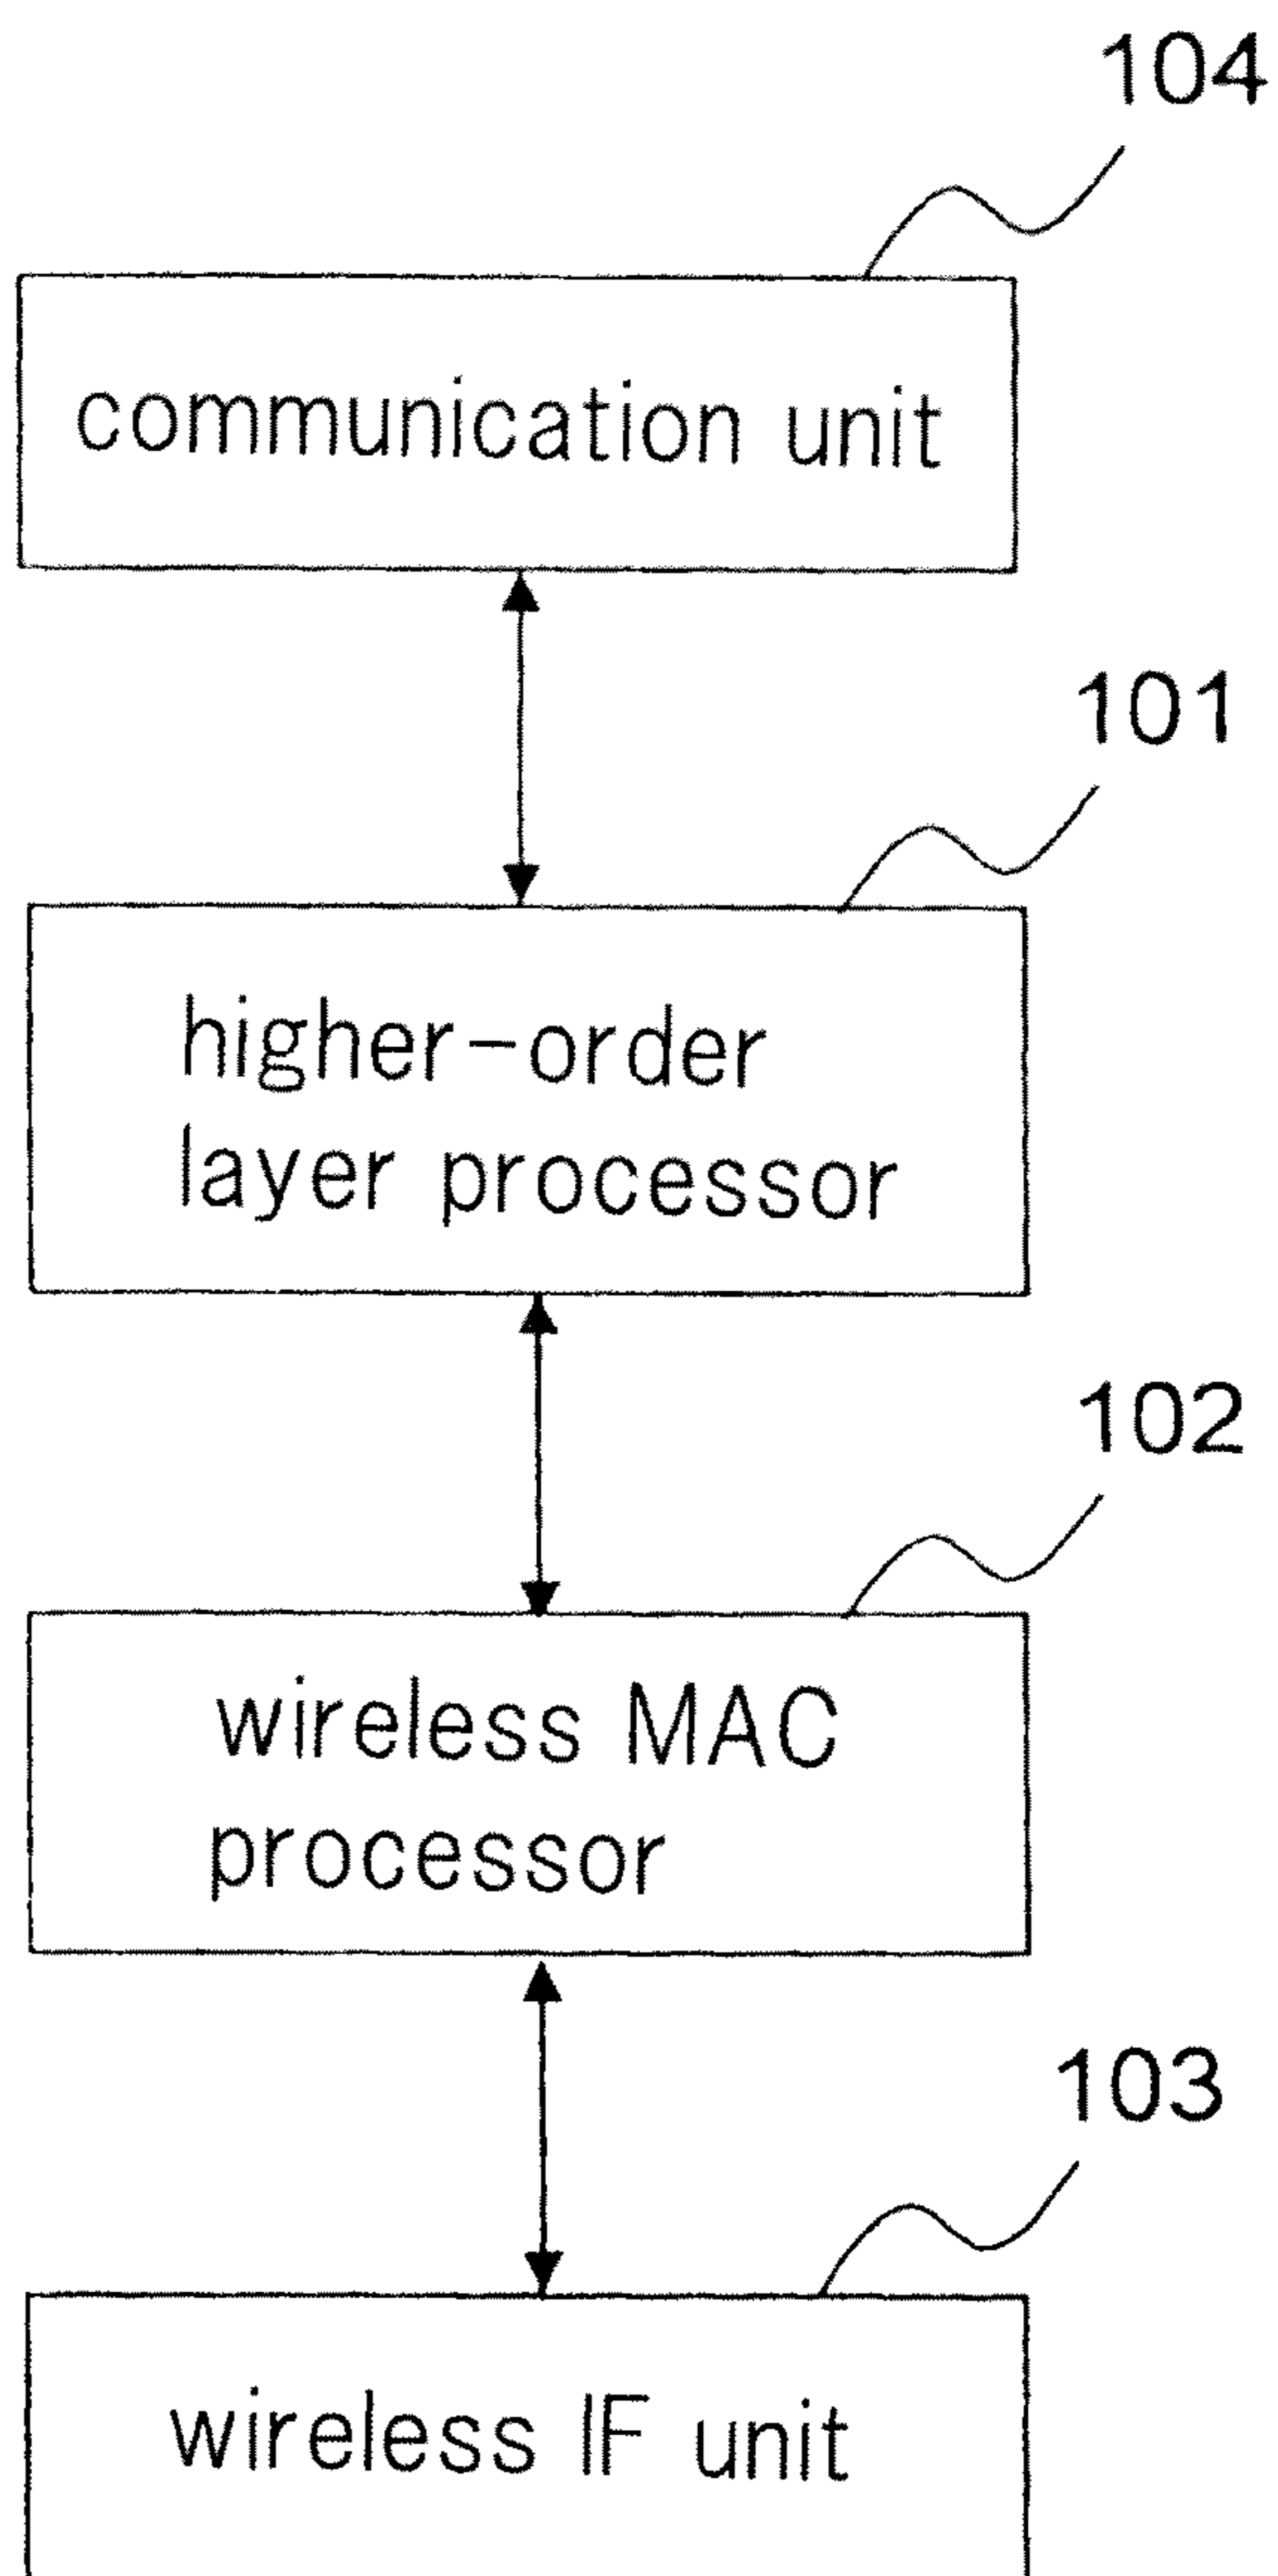 104
communication unit
101
higher-order
layer processor
102
wireless MAC
processor
103
wireless IF unit